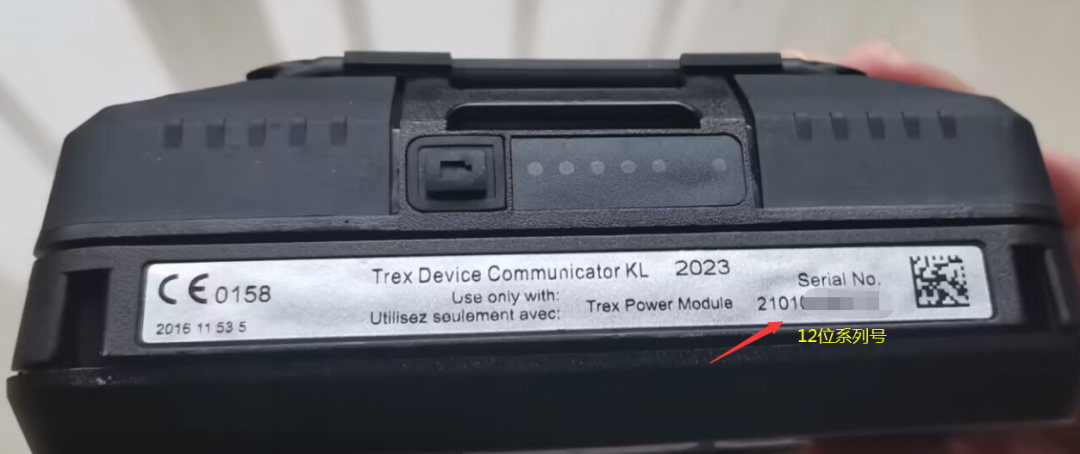 CE 0158
2016 11 53 5
Trex Device Communicator KL 2023
Use only with:
Utilisez seulement avec: Trex Power Module
Serial No.
2101
12位系列号